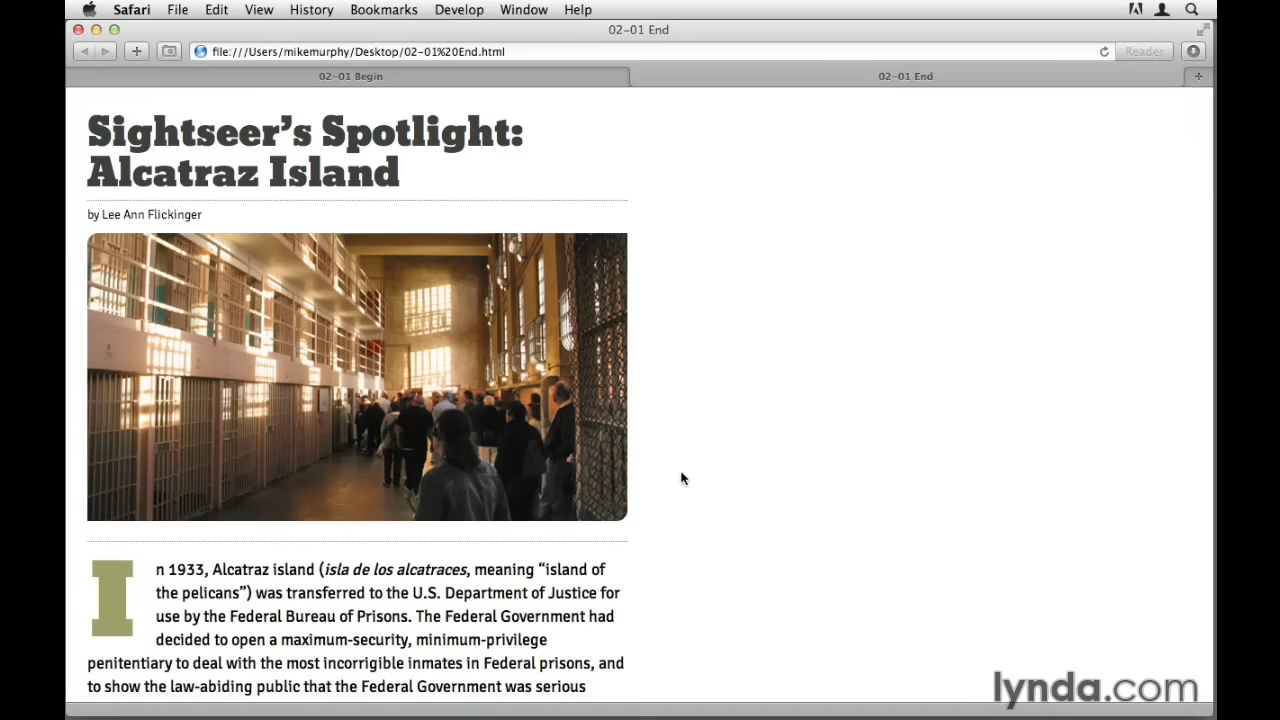 Safari File Edit View History Bookmarks Develop Window Help
02-01 End
file:///Users/mikemurphy/Desktop/02-01%20End.html
Reader
02-01 Begin
02-01 End
Sightseer’s Spotlight:
Alcatraz Island
by Lee Ann Flickinger
In 1933, Alcatraz island (isla de los alcatraces, meaning “island of
the pelicans”) was transferred to the U.S. Department of Justice for
use by the Federal Bureau of Prisons. The Federal Government had
decided to open a maximum-security, minimum-privilege
penitentiary to deal with the most incorrigible inmates in Federal prisons, and
to show the law-abiding public that the Federal Government was serious
lynda.com